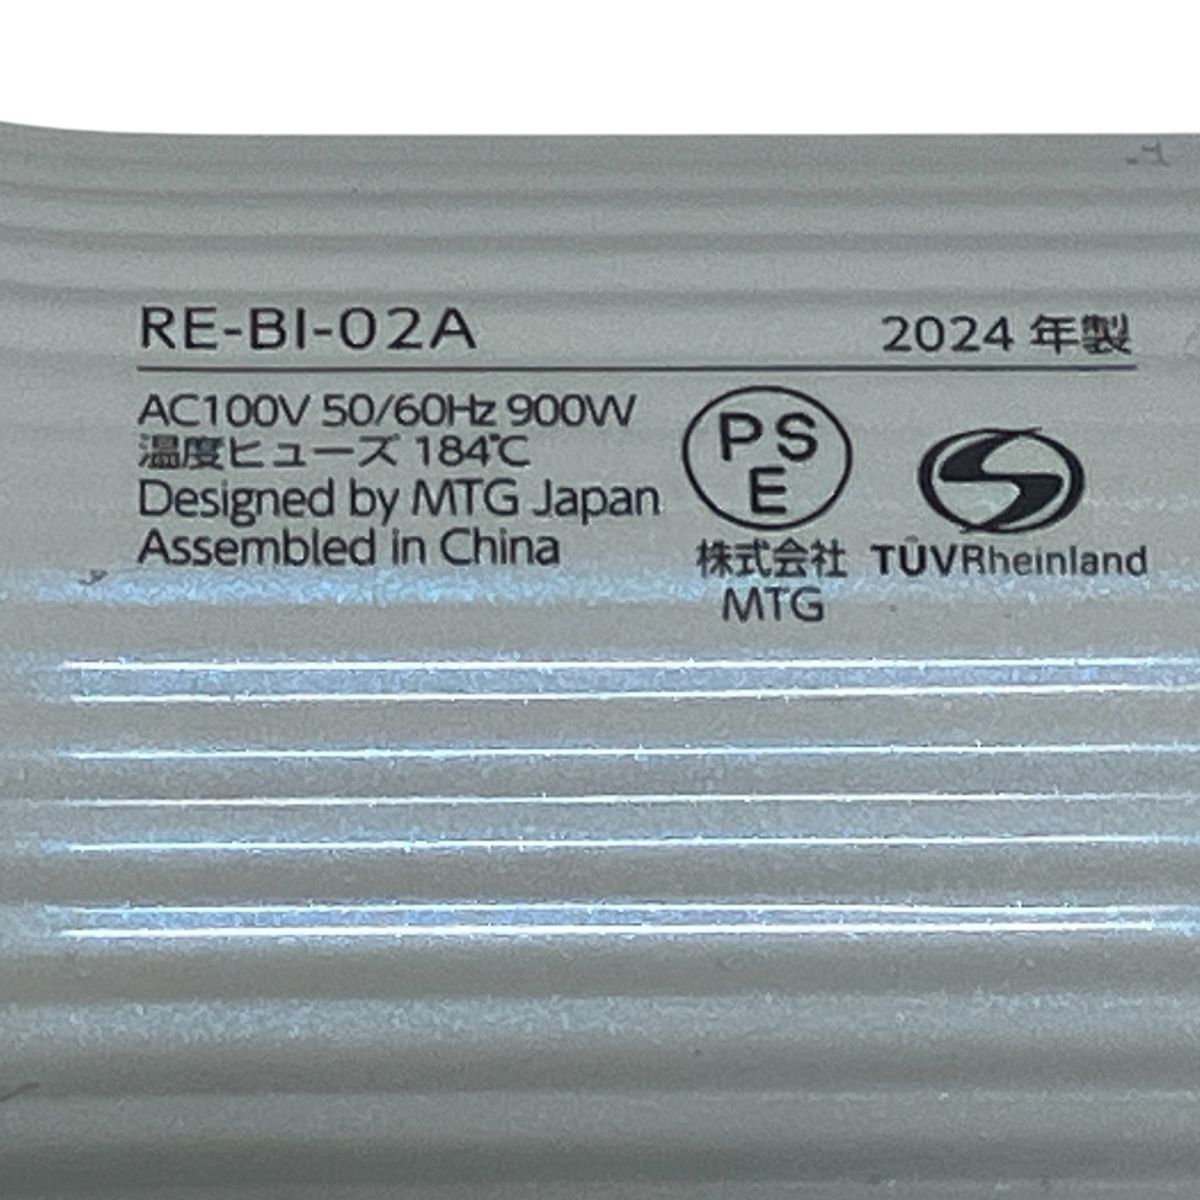 RE-BI-02A 2024 年製
AC100V 50/60Hz 900W
温度ヒューズ 184℃
Designed by MTG Japan
Assembled in China
PS
E
株式会社
MTG
TÜVRheinland